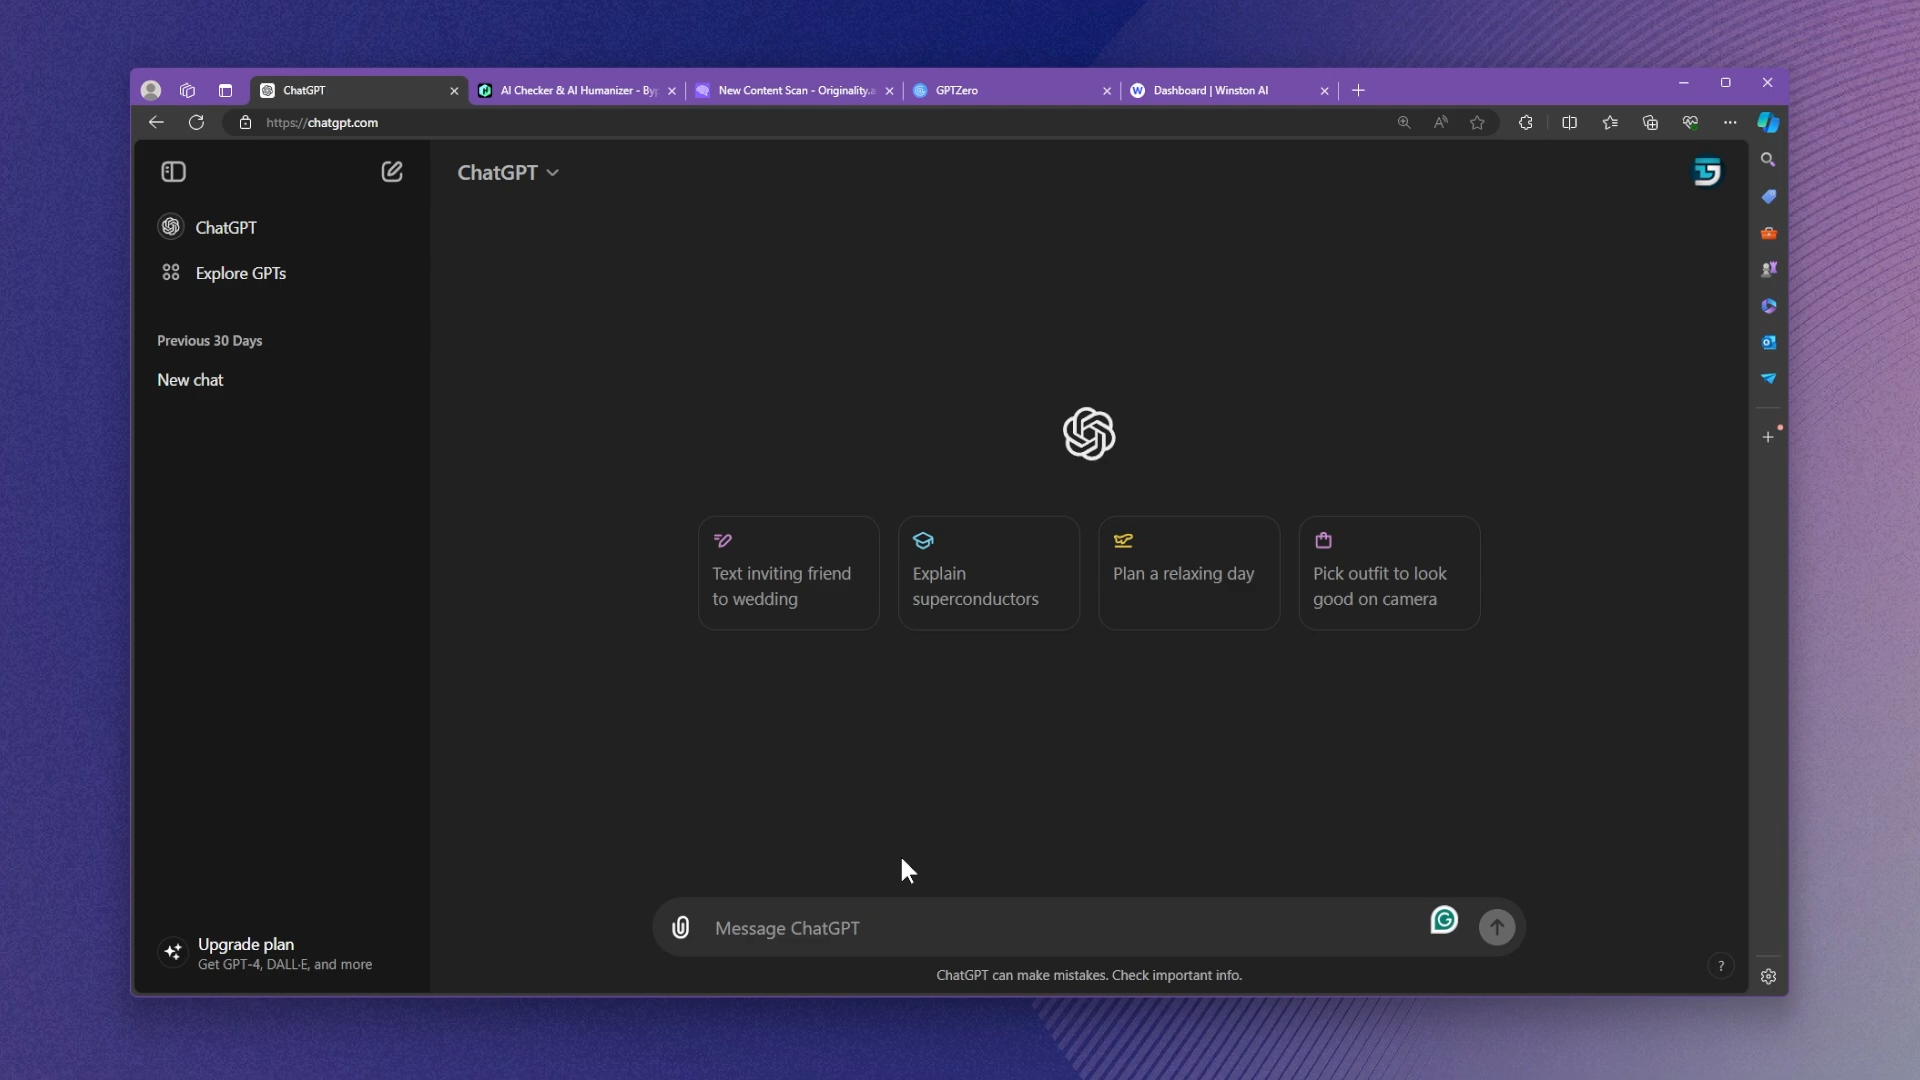 ChatGPT
AI Checker & AI Humanizer - By
New Content Scan - Originality.a
GPTZero
Dashboard | Winston AI
https://chatgpt.com
ChatGPT
ChatGPT
Explore GPTs
Previous 30 Days
New chat
Text inviting friend
to wedding
Explain
superconductors
Plan a relaxing day
Pick outfit to look
good on camera
Upgrade plan
Get GPT-4, DALL·E, and more
Message ChatGPT
ChatGPT can make mistakes. Check important info.
?